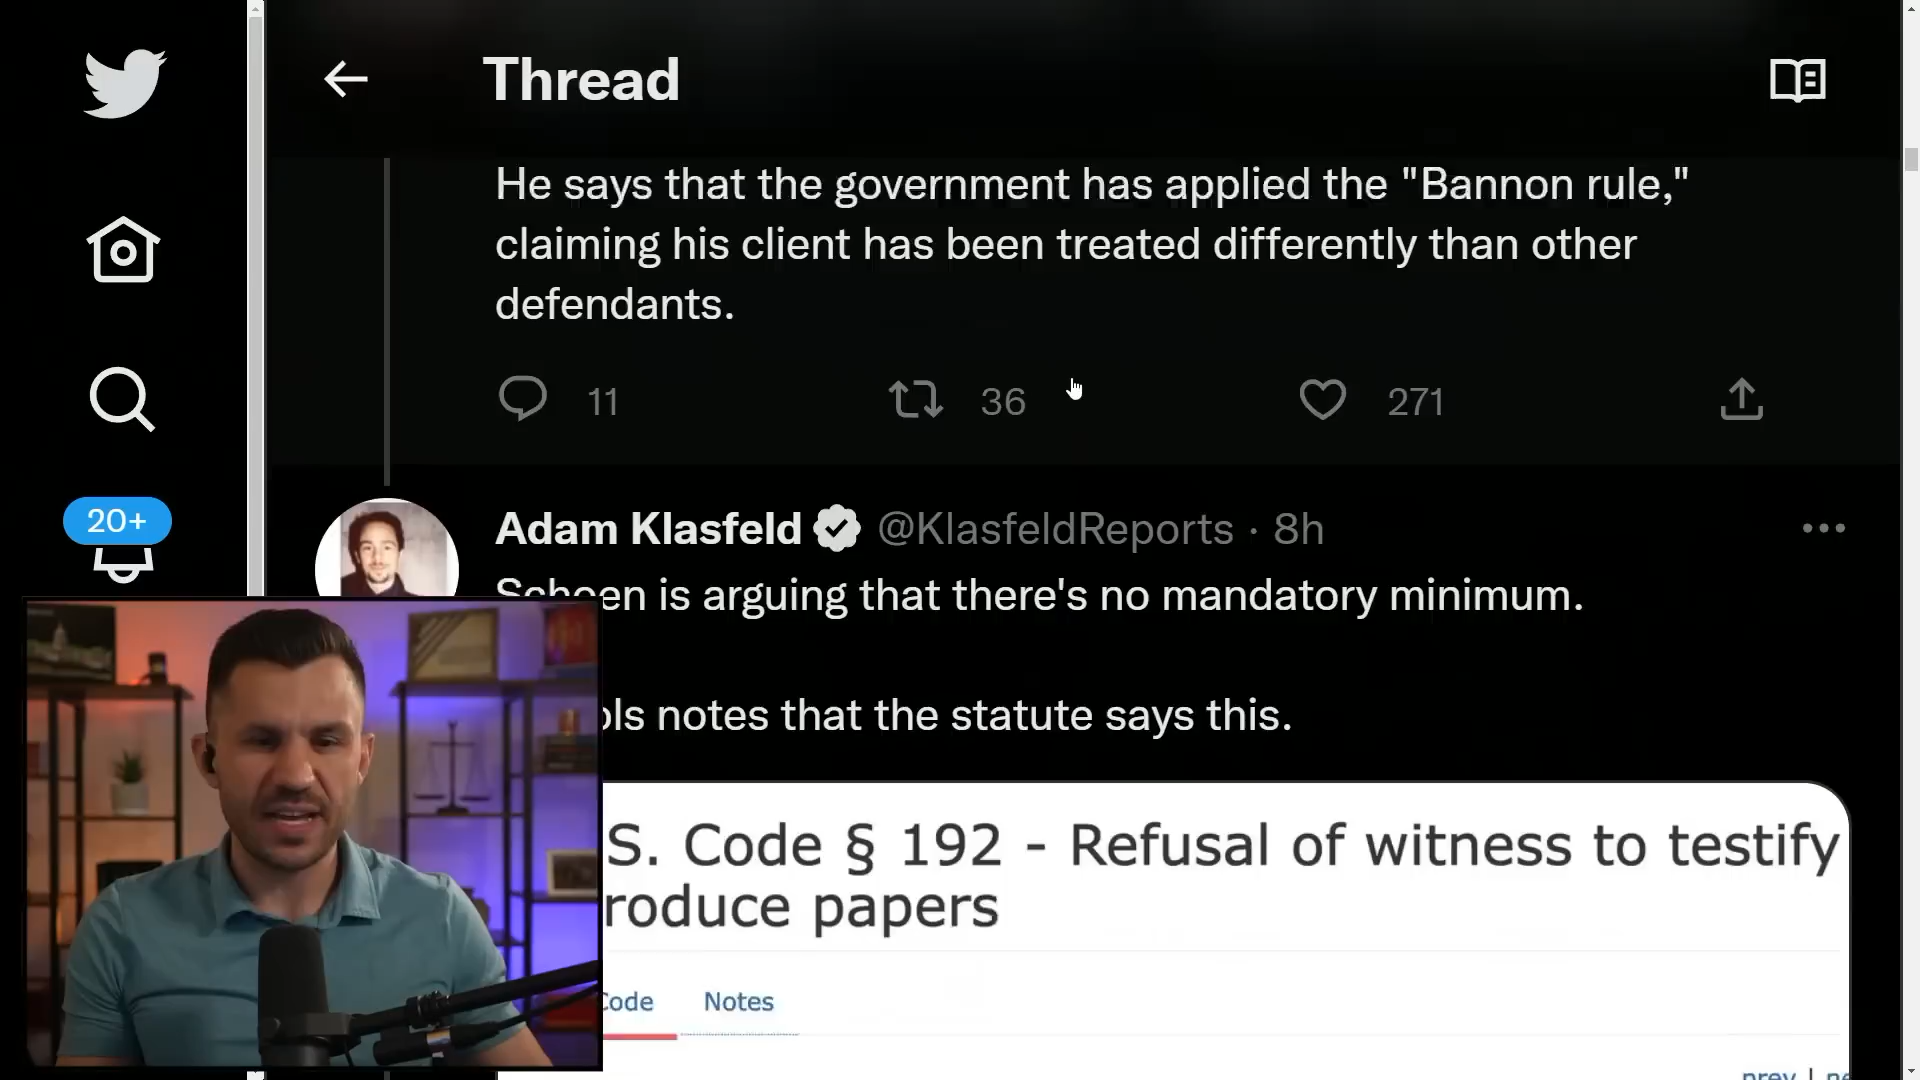 Thread
He says that the government has applied the "Bannon rule,"
claiming his client has been treated differently than other
defendants.
11 36 271
20+
Adam Klasfeld @KlasfeldReports · 8h
is arguing that there's no mandatory minimum.
notes that the statute says this.
S. Code § 192 - Refusal of witness to testify
papers
Code Notes
prev |